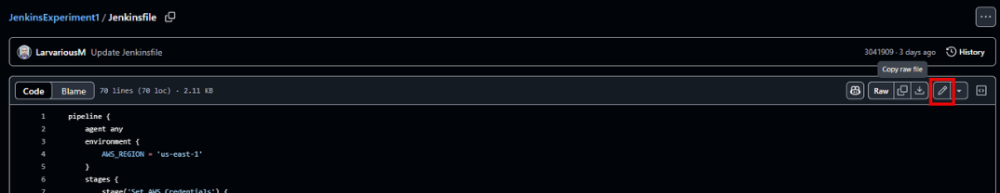 JenkinsExperiment1 / Jenkinsfile
...
LarvariousM Update Jenkinsfile 3041909 · 3 days ago History
Copy raw file
Code Blame 70 lines (70 loc) · 2.11 KB Raw
1 pipeline {
2 agent any
3 environment {
4 AWS_REGION = 'us-east-1'
5 }
6 stages {
7 stage('Set AWS Credentials') {